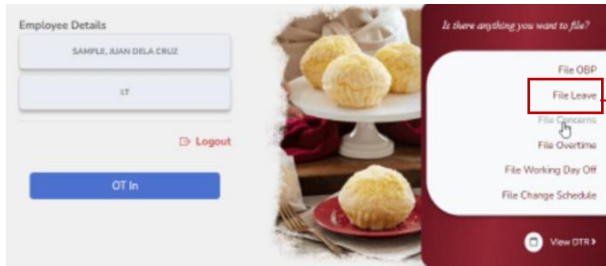 Employee Details
SAMPLE, JUAN DELA CRUZ
I.T
Logout
OT In
Is there anything you want to file?
File OBP
File Leave
File Concerns
File Overtime
File Working Day Off
File Change Schedule
View DTR